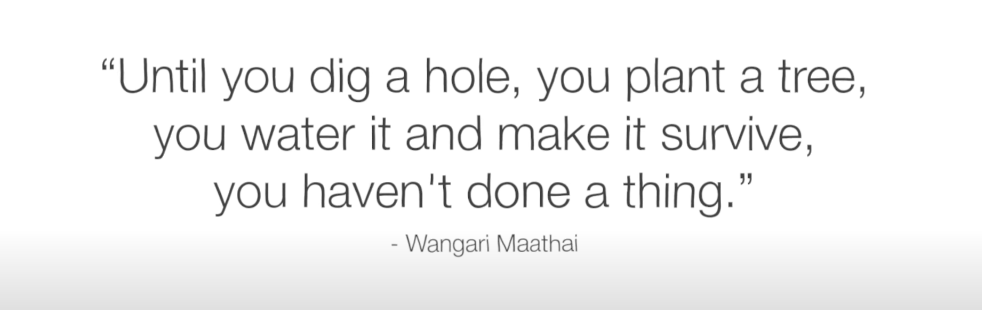 “Until you dig a hole, you plant a tree,
you water it and make it survive,
you haven't done a thing.”
- Wangari Maathai